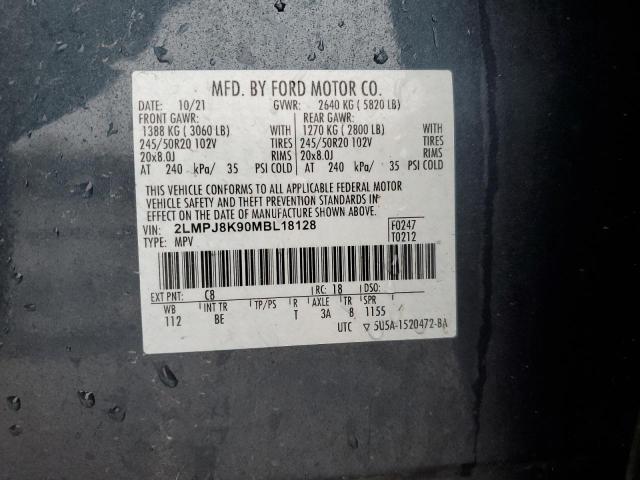 MFD. BY FORD MOTOR CO.
DATE: 10/21 GVWR: 2640 KG ( 5820 LB)
FRONT GAWR: REAR GAWR:
1388 KG ( 3060 LB) WITH 1270 KG ( 2800 LB) WITH
245/50R20 102V TIRES 245/50R20 102V TIRES
20x8.0J RIMS 20x8.0J RIMS
AT 240 kPa/ 35 PSI COLD AT 240 kPa/ 35 PSI COLD
THIS VEHICLE CONFORMS TO ALL APPLICABLE FEDERAL MOTOR
VEHICLE SAFETY AND THEFT PREVENTION STANDARDS IN
EFFECT ON THE DATE OF MANUFACTURE SHOWN ABOVE.
VIN: 2LMPJ8K90MBL18128 F0247
TYPE: MPV T0212
EXT PNT: C8 RC: 18 DSO:
WB INT TR TP/PS R AXLE TR SPR
112 BE T 3A 8 1155
UTC ▽ 5U5A-1520472-BA